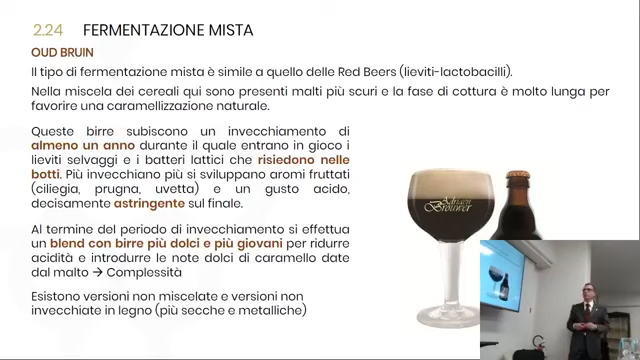 2.24 FERMENTAZIONE MISTA
OUD BRUIN
Il tipo di fermentazione mista è simile a quello delle Red Beers (lieviti-lactobacilli).
Nella miscela dei cereali qui sono presenti malti più scuri e la fase di cottura è molto lunga per
favorire una caramellizzazione naturale.
Queste birre subiscono un invecchiamento di
almeno un anno durante il quale entrano in gioco i
lieviti selvaggi e i batteri lattici che risiedono nelle
botti. Più invecchiano più si sviluppano aromi fruttati
(ciliegia, prugna, uvetta) e un gusto acido,
decisamente astringente sul finale.
Al termine del periodo di invecchiamento si effettua
un blend con birre più dolci e più giovani per ridurre
acidità e introdurre le note dolci di caramello date
dal malto → Complessità
Esistono versioni non miscelate e versioni non
invecchiate in legno (più secche e metalliche)
Adriaen
Brouwer